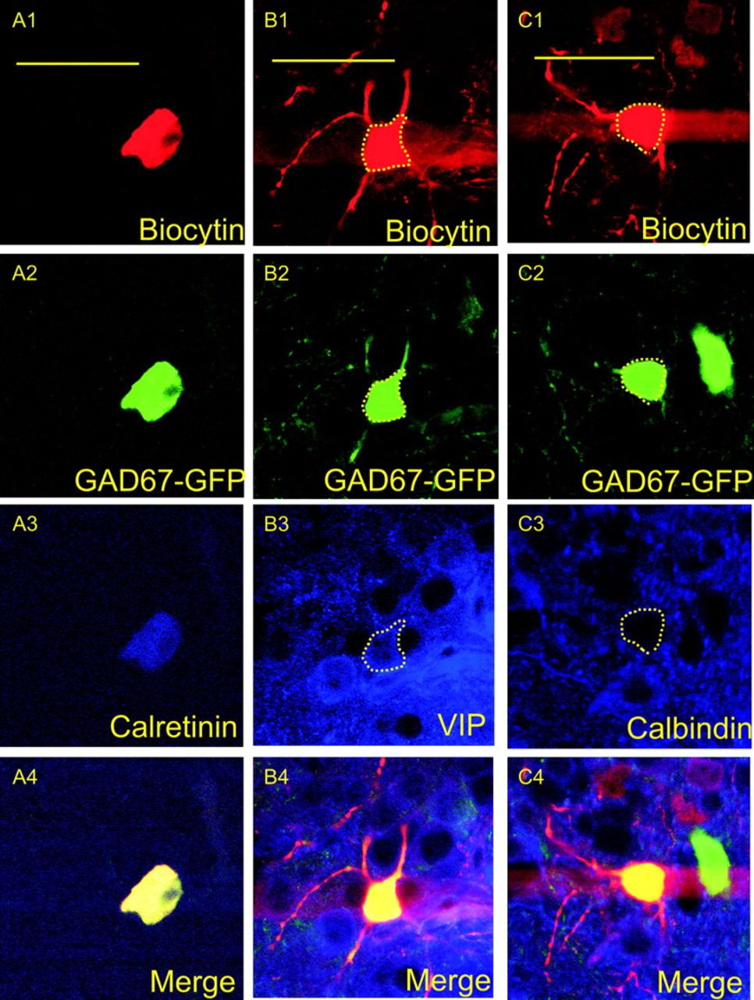 A1
B1
C1
Biocytin
Biocytin
Biocytin
A2
B2
C2
GAD67-GFP
GAD67-GFP
GAD67-GFP
A3
B3
C3
Calretinin
VIP
Calbindin
A4
B4
C4
Merge
Merge
Merge